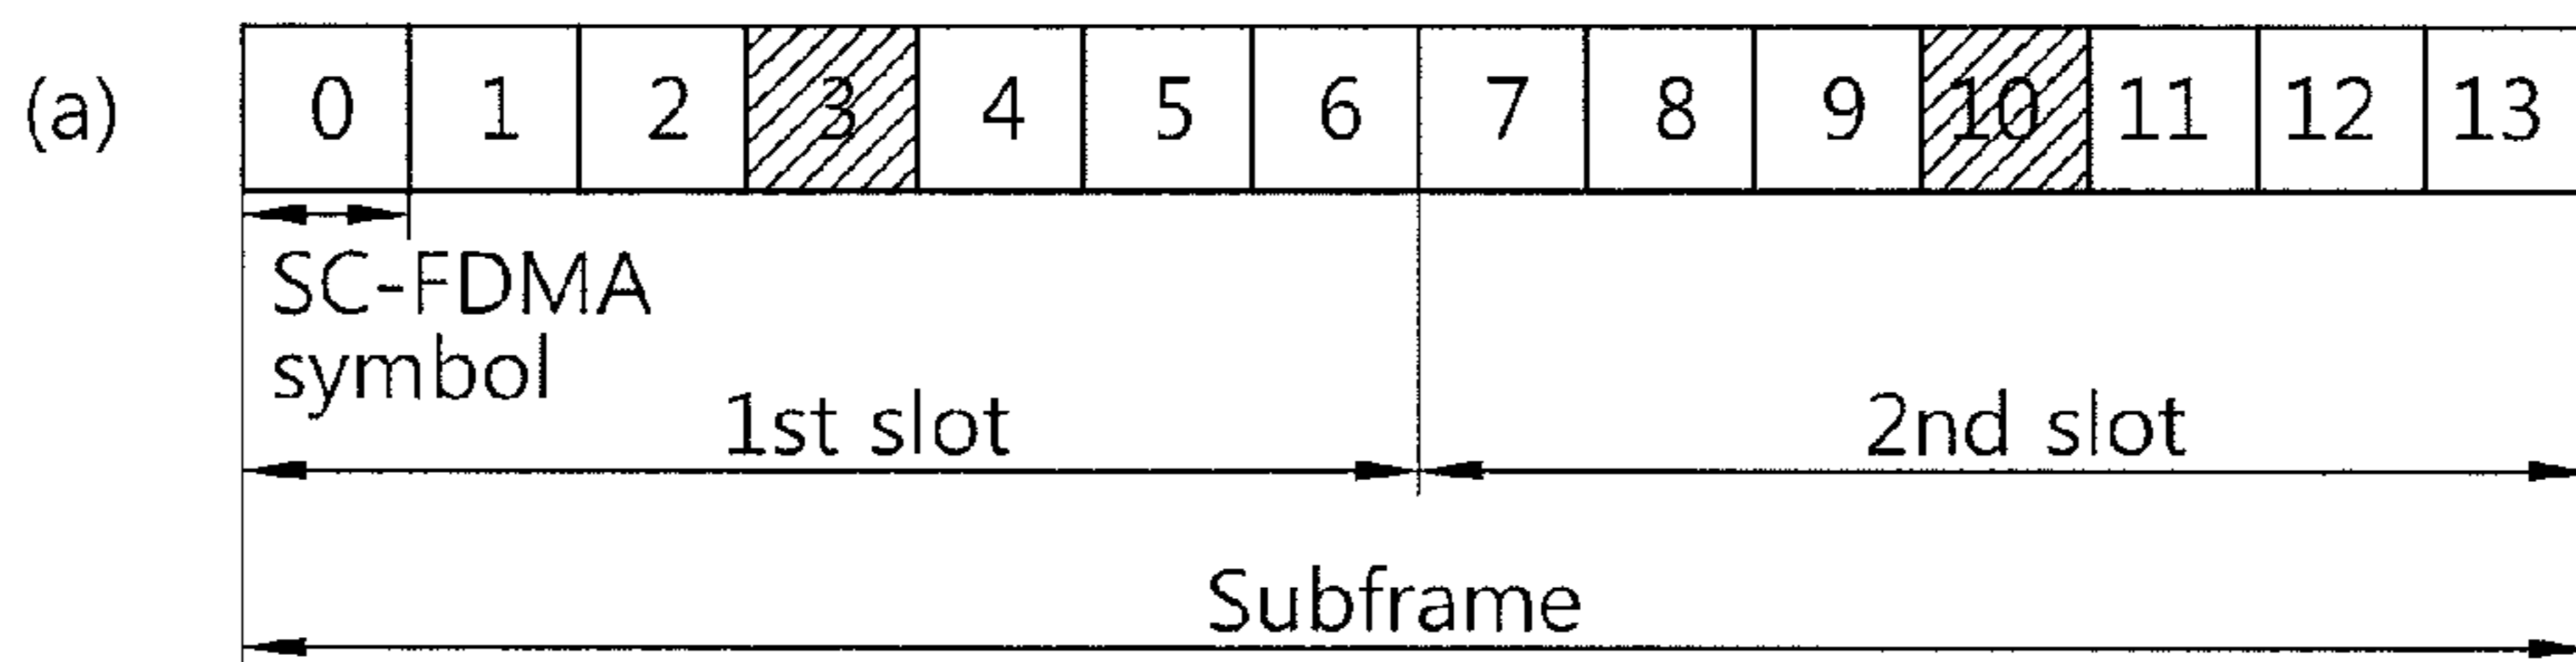 (a) 0 1 2 3 4 5 6 7 8 9 10 11 12 13
SC-FDMA
symbol
1st slot 2nd slot
Subframe